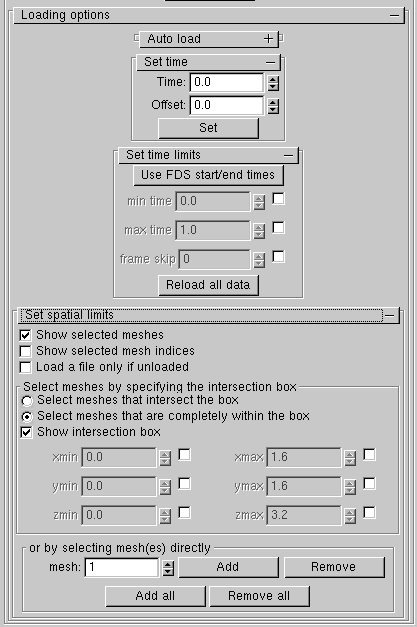 Loading options
Auto load
Set time
Time: 0.0
Offset: 0.0
Set
Set time limits
Use FDS start/end times
min time 0.0
max time 1.0
frame skip 0
Reload all data
Set spatial limits
Show selected meshes
Show selected mesh indices
Load a file only if unloaded
Select meshes by specifying the intersection box
Select meshes that intersect the box
Select meshes that are completely within the box
Show intersection box
xmin 0.0 xmax 1.6
ymin 0.0 ymax 1.6
zmin 0.0 zmax 3.2
or by selecting mesh(es) directly
mesh: 1 Add Remove
Add all Remove all